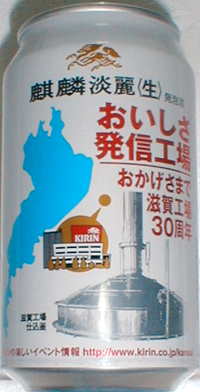 麒麟淡麗〈生〉発泡酒
おいしさ
発信工場
おかげさまで
滋賀工場
30周年
KIRIN
滋賀工場
仕込釜
の楽しいイベント情報 http://www.kirin.co.jp/kansai